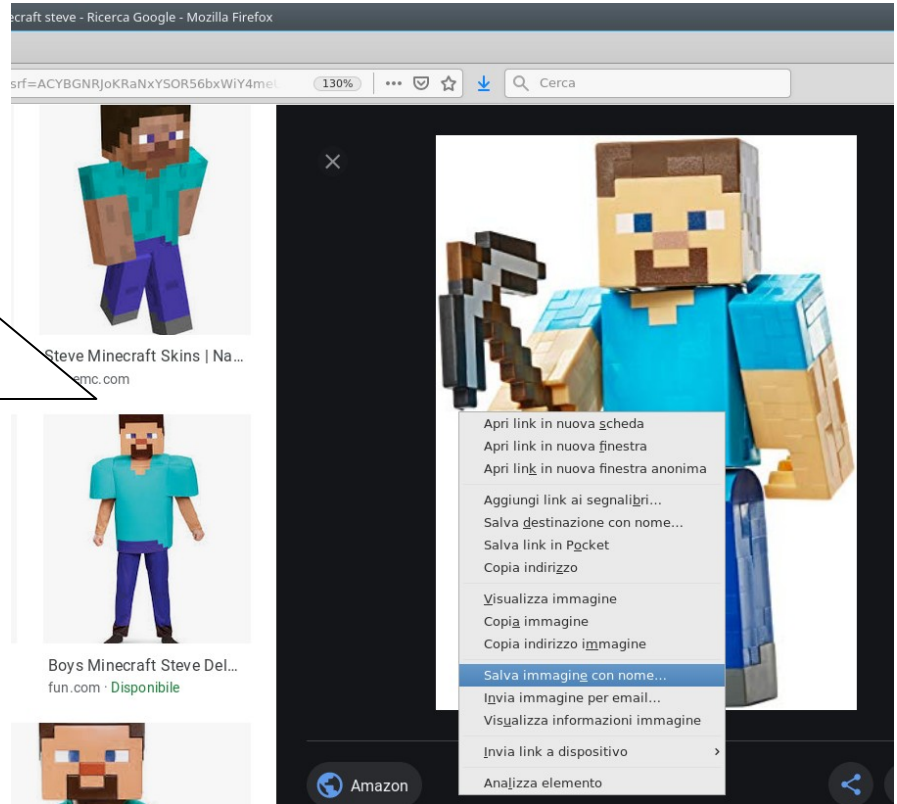 ecraft steve - Ricerca Google - Mozilla Firefox
130%
Cerca
Steve Minecraft Skins | Na...
emc.com
Boys Minecraft Steve Del...
fun.com · Disponibile
Apri link in nuova scheda
Apri link in nuova finestra
Apri link in nuova finestra anonima
Aggiungi link ai segnalibri...
Salva destinazione con nome...
Salva link in Pocket
Copia indirizzo
Visualizza immagine
Copia immagine
Copia indirizzo immagine
Salva immagine con nome...
Invia immagine per email...
Visualizza informazioni immagine
Invia link a dispositivo
Analizza elemento
Amazon